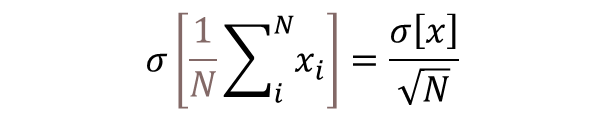 σ[1/N ∑_i^N x_i] = σ[x]/√N